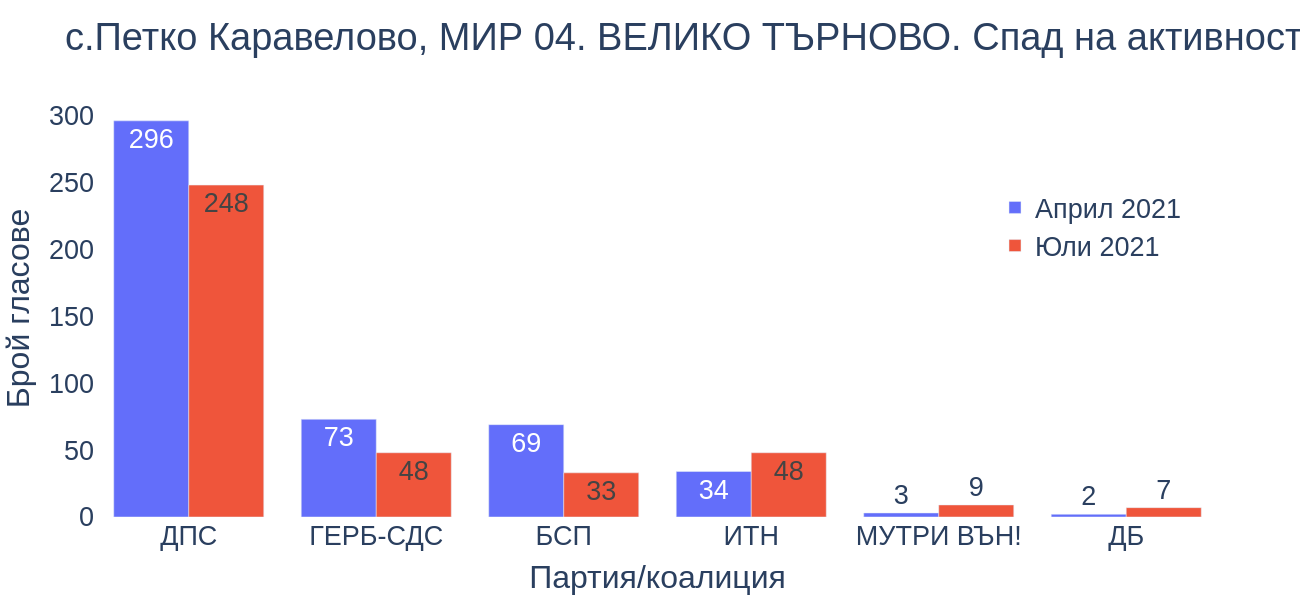 с.Петко Каравелово, МИР 04. ВЕЛИКО ТЪРНОВО. Спад на активност
300
250
200
150
100
50
0
Брой гласове
296
248
73
48
69
33
34
48
3
9
2
7
Април 2021
Юли 2021
ДПС
ГЕРБ-СДС
БСП
ИТН
МУТРИ ВЪН!
ДБ
Партия/коалиция